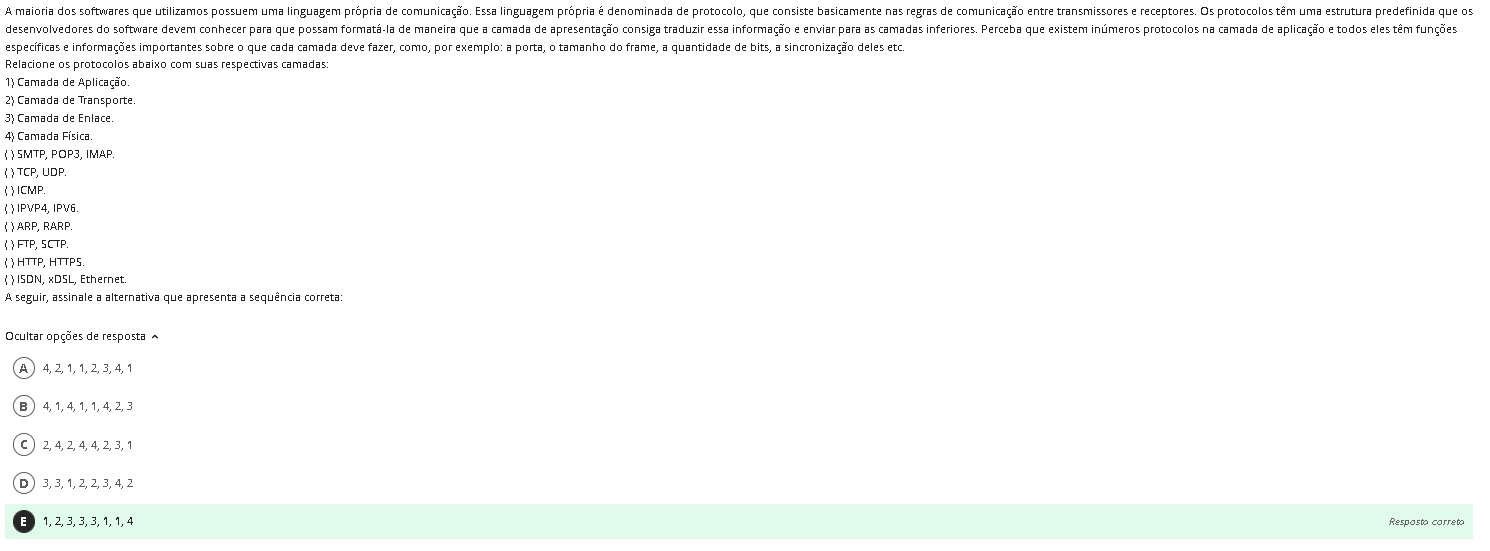 A maioria dos softwares que utilizamos possuem uma linguagem própria de comunicação. Essa linguagem própria é denominada de protocolo, que consiste basicamente nas regras de comunicação entre transmissores e receptores. Os protocolos têm uma estrutura predefinida que os
desenvolvedores do software devem conhecer para que possam formatá-la de maneira que a camada de apresentação consiga traduzir essa informação e enviar para as camadas inferiores. Perceba que existem inúmeros protocolos na camada de aplicação e todos eles têm funções
específicas e informações importantes sobre o que cada camada deve fazer, como, por exemplo: a porta, o tamanho do frame, a quantidade de bits, a sincronização deles etc.
Relacione os protocolos abaixo com suas respectivas camadas:
1) Camada de Aplicação.
2) Camada de Transporte.
3) Camada de Enlace.
4) Camada Física.
( ) SMTP, POP3, IMAP.
( ) TCP, UDP.
( ) ICMP.
( ) IPVP4, IPV6.
( ) ARP, RARP.
( ) FTP, SCTP.
( ) HTTP, HTTPS.
( ) ISDN, xDSL, Ethernet.
A seguir, assinale a alternativa que apresenta a sequência correta:
Ocultar opções de resposta
A 4, 2, 1, 1, 2, 3, 4, 1
B 4, 1, 4, 1, 1, 4, 2, 3
C 2, 4, 2, 4, 4, 2, 3, 1
D 3, 3, 1, 2, 2, 3, 4, 2
E 1, 2, 3, 3, 3, 1, 1, 4 Resposta correta